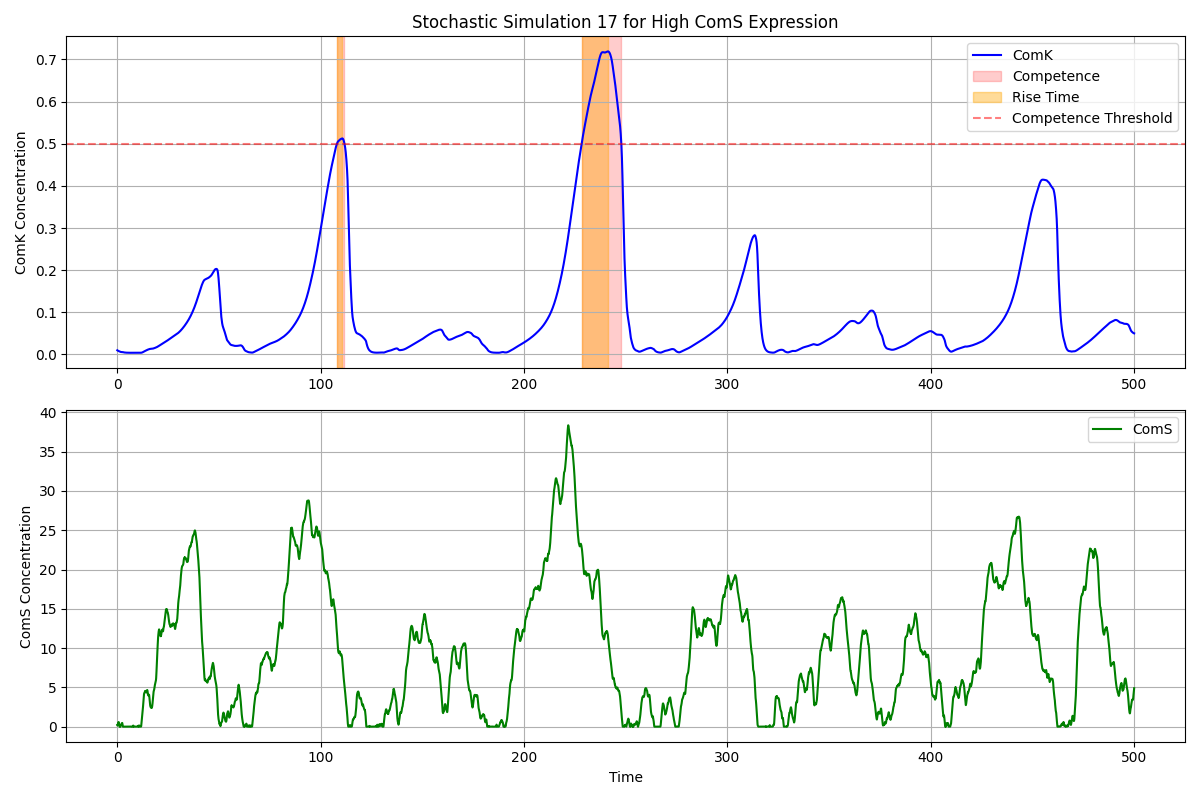 Stochastic Simulation 17 for High ComS Expression
ComK Concentration
0.7
0.6
0.5
0.4
0.3
0.2
0.1
0.0
ComK
Competence
Rise Time
Competence Threshold
0 100 200 300 400 500
ComS Concentration
40
35
30
25
20
15
10
5
0
ComS
0 100 200 300 400 500
Time